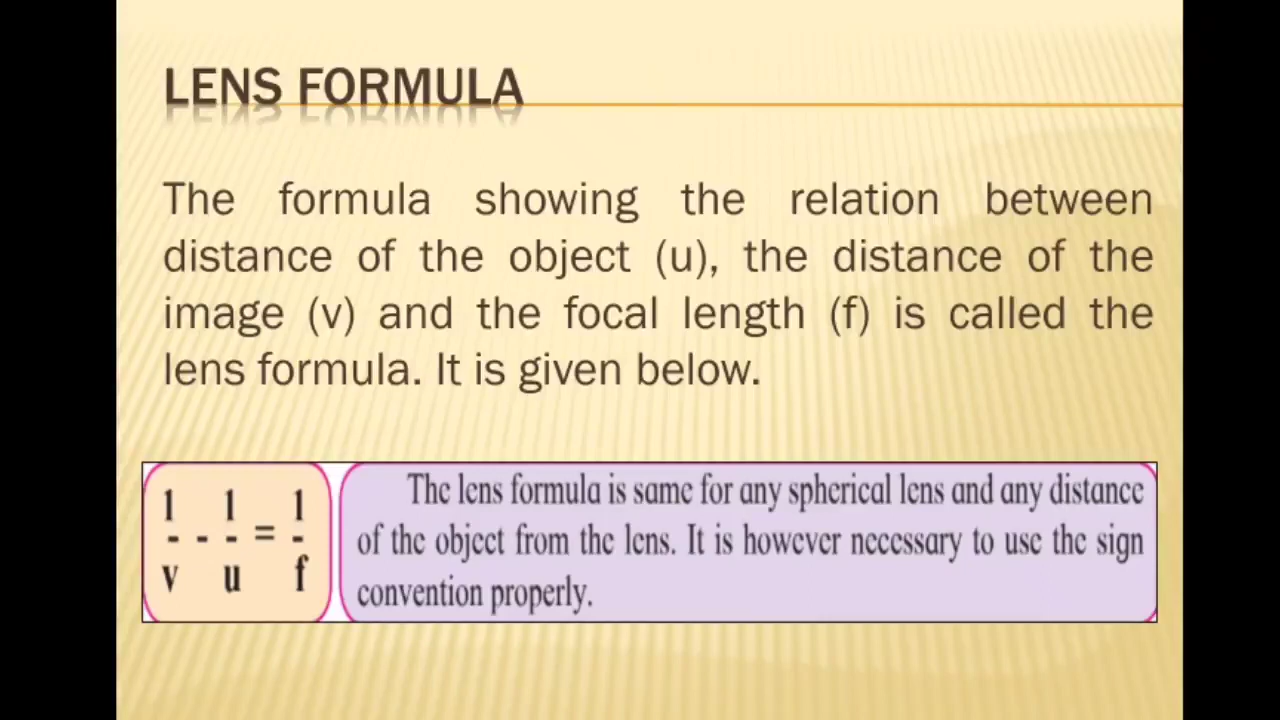 LENS FORMULA
The formula showing the relation between
distance of the object (u), the distance of the
image (v) and the focal length (f) is called the
lens formula. It is given below.
1/v - 1/u = 1/f
The lens formula is same for any spherical lens and any distance
of the object from the lens. It is however necessary to use the sign
convention properly.